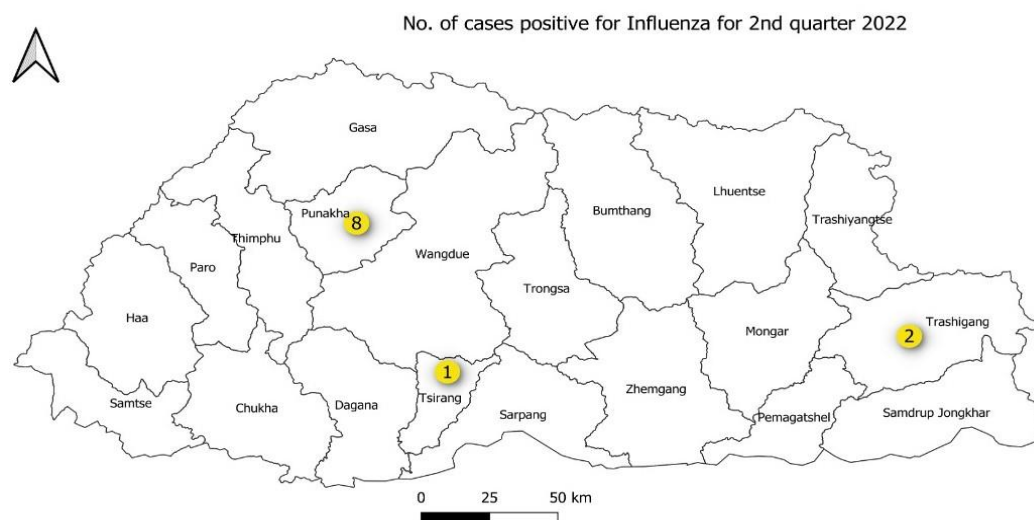 No. of cases positive for Influenza for 2nd quarter 2022
Gasa
Punakha
8
Thimphu
Paro
Haa
Wangdue
Bumthang
Lhuentse
Trashiyangtse
Trongsa
Mongar
Trashigang
2
1
Tsirang
Samtse
Chukha
Dagana
Sarpang
Zhemgang
Pemagatshel
Samdrup Jongkhar
0 25 50 km